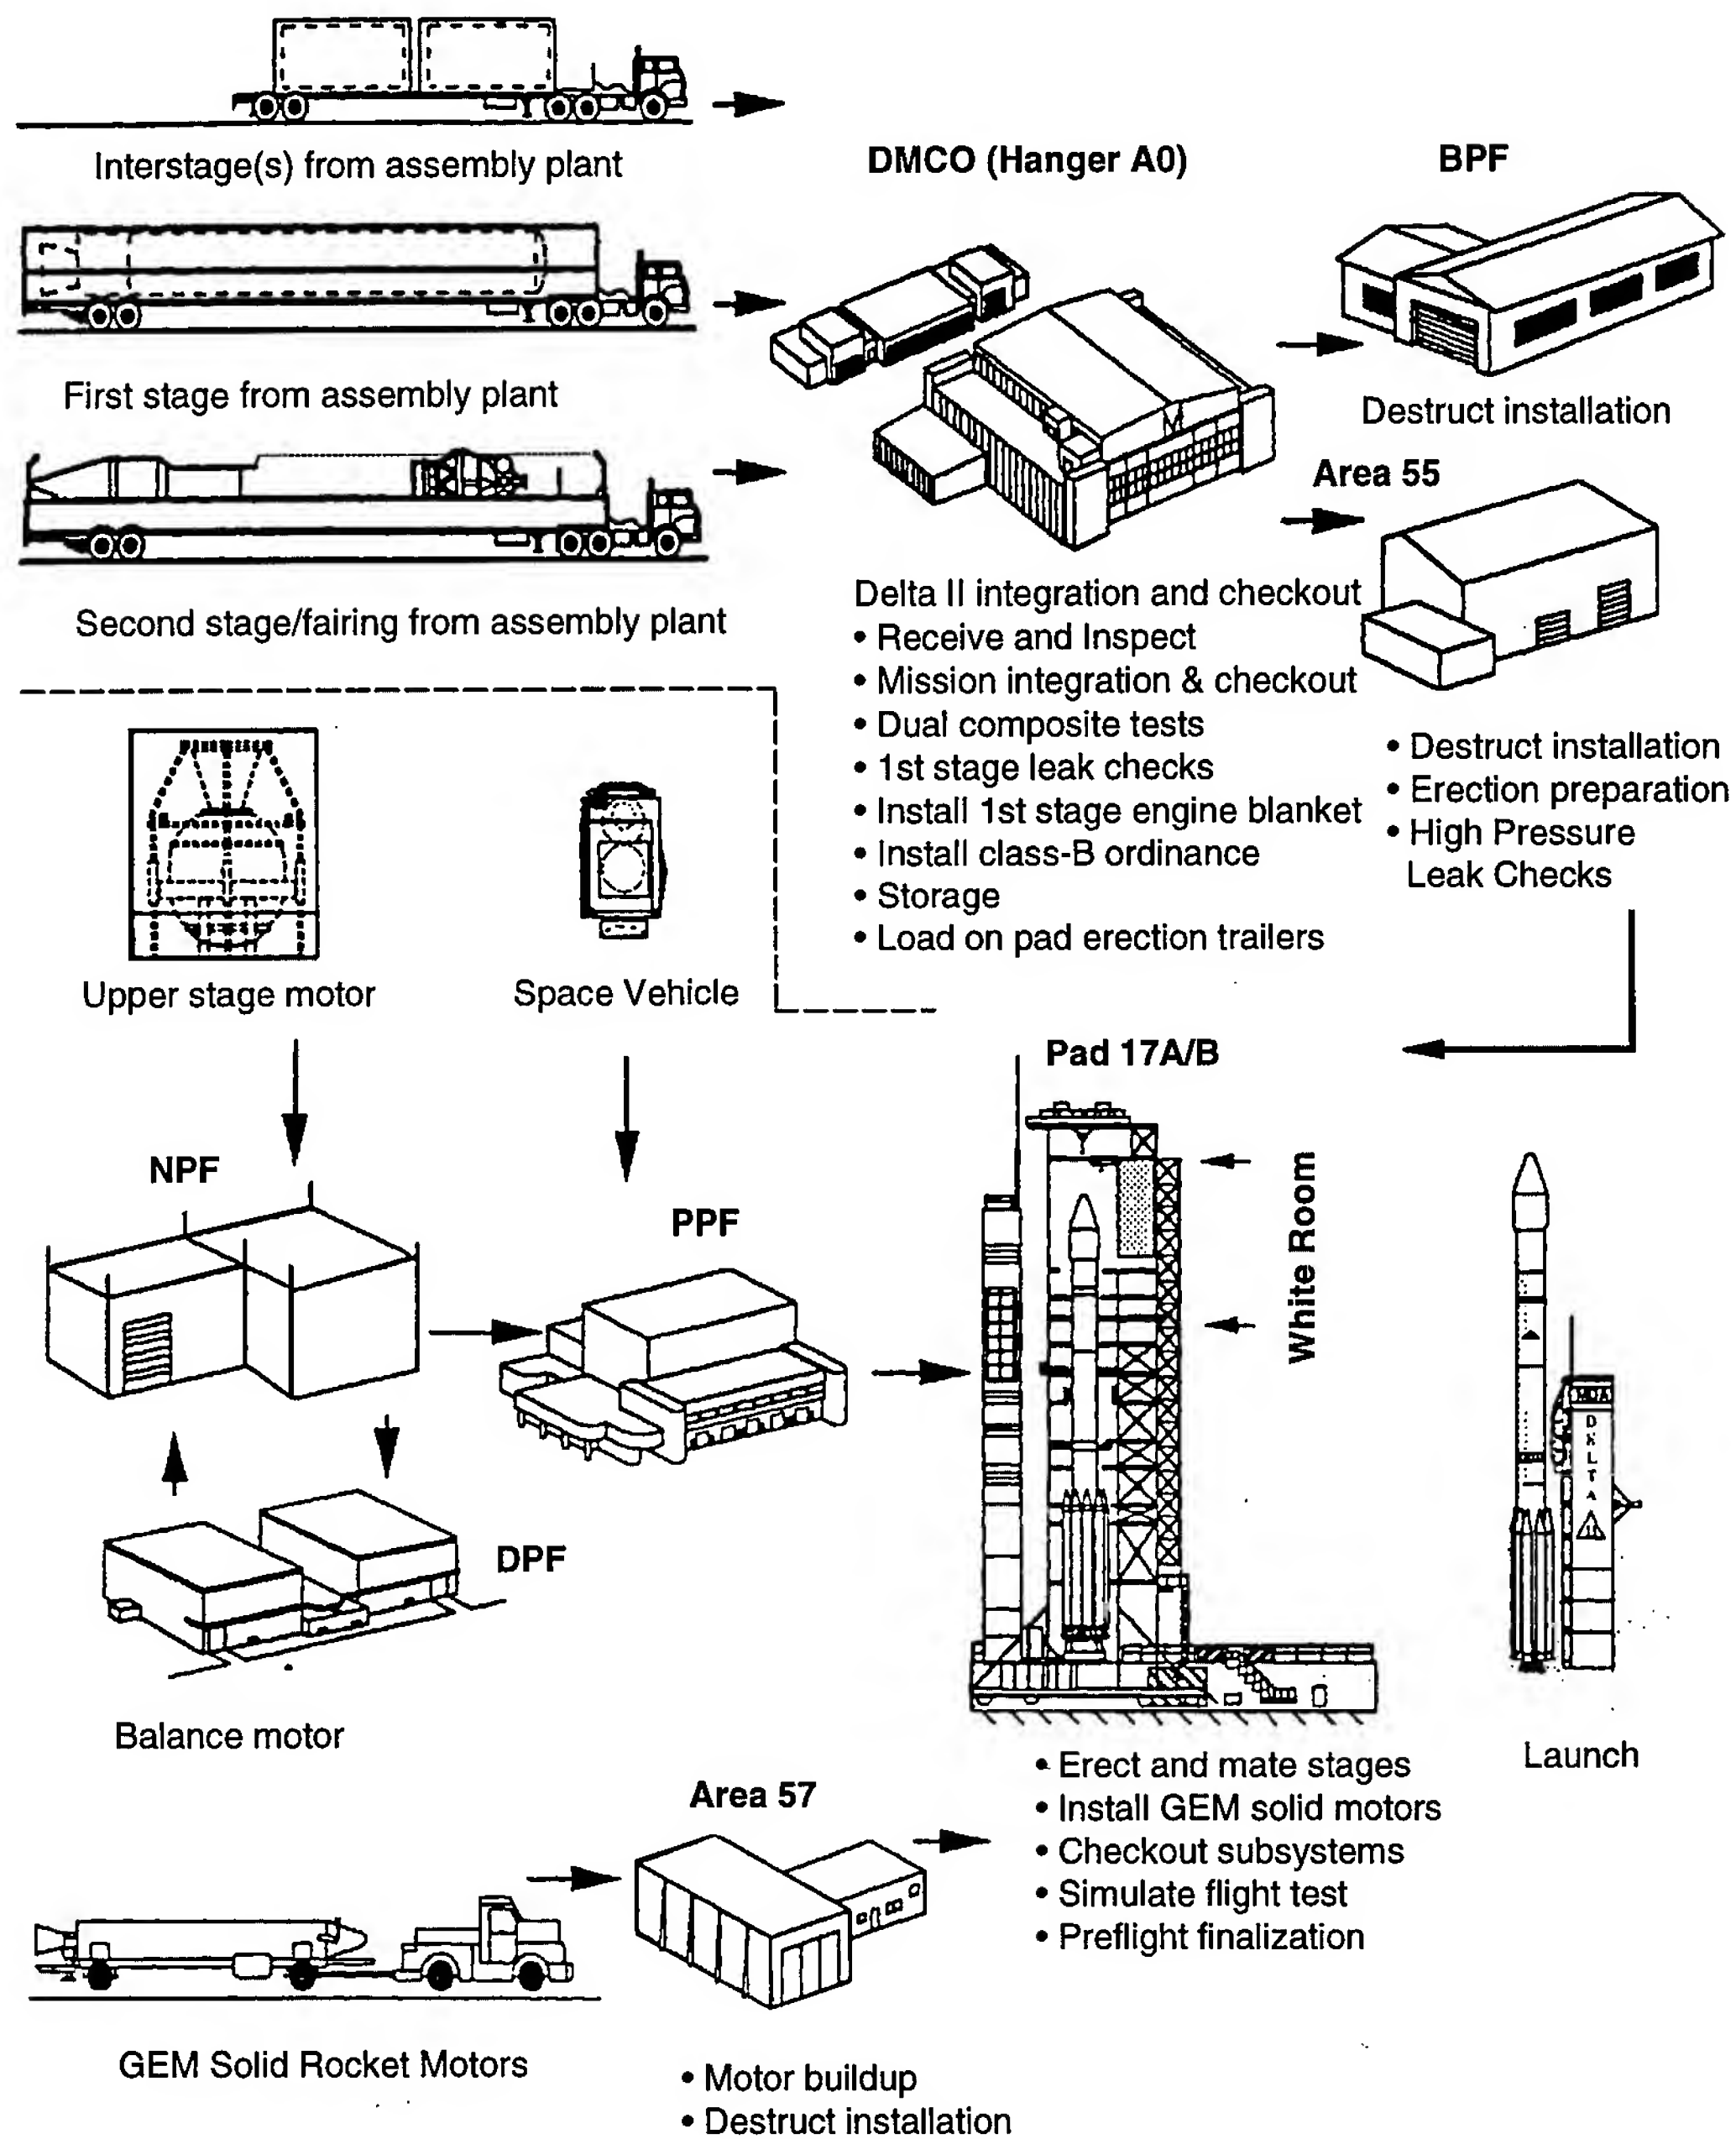 Interstage(s) from assembly plant
First stage from assembly plant
Second stage/fairing from assembly plant
DMCO (Hanger A0)
BPF
Destruct installation
Area 55
Delta II integration and checkout
• Receive and Inspect
• Mission integration & checkout
• Dual composite tests
• 1st stage leak checks
• Install 1st stage engine blanket
• Install class-B ordinance
• Storage
• Load on pad erection trailers
• Destruct installation
• Erection preparation
• High Pressure
Leak Checks
Upper stage motor
Space Vehicle
Pad 17A/B
White Room
NPF
PPF
DPF
Balance motor
MDA
DELTA
II
Launch
• Erect and mate stages
• Install GEM solid motors
• Checkout subsystems
• Simulate flight test
• Preflight finalization
Area 57
GEM Solid Rocket Motors
• Motor buildup
• Destruct installation